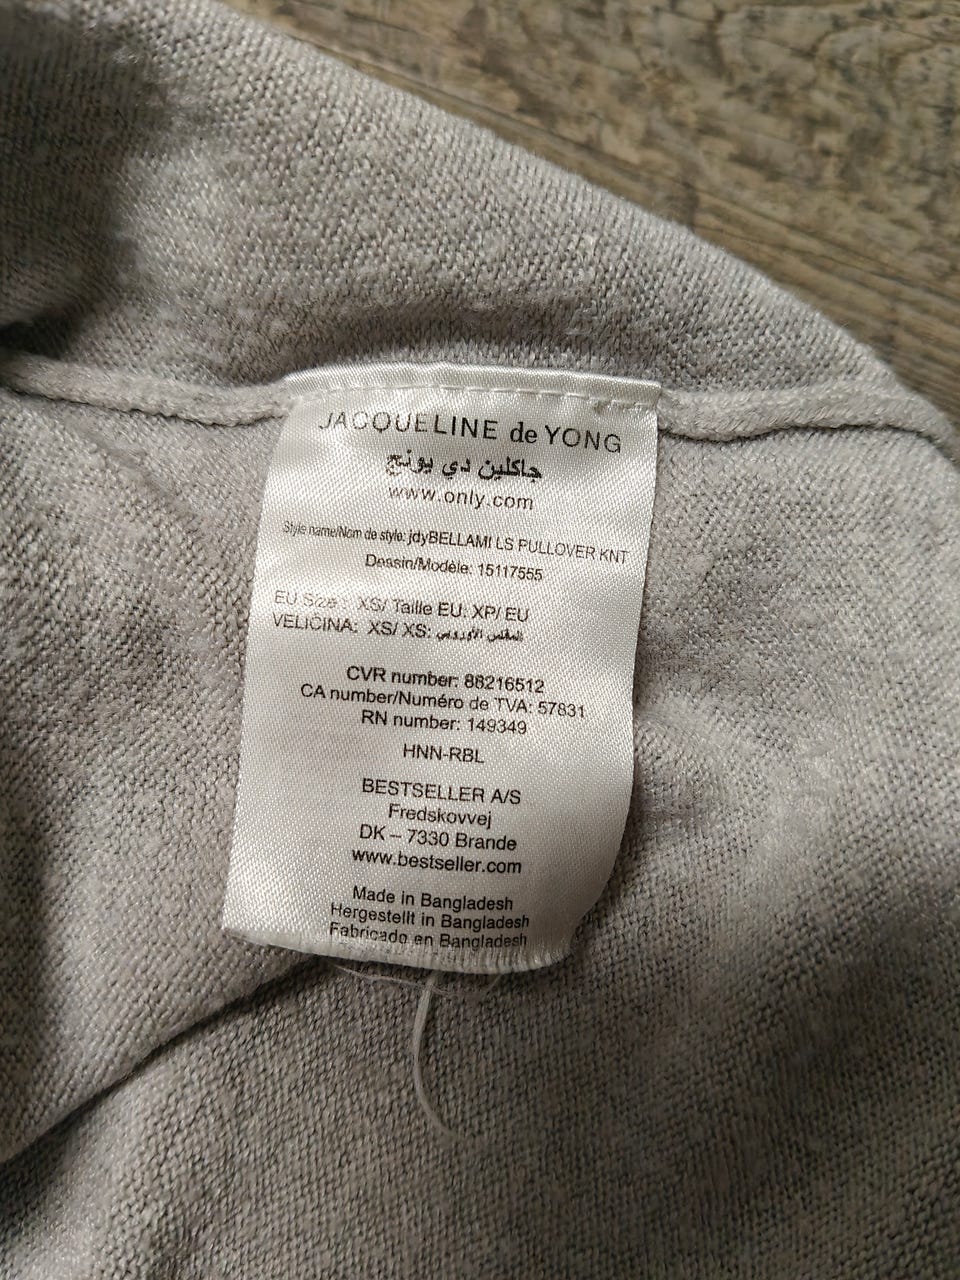 JACQUELINE de YONG
جاكلين دي يونج
www.only.com
Style name/Nom de style: jdyBELLAMI LS PULLOVER KNT
Dessin/Modèle: 15117555
EU Size : XS/ Taille EU: XP/ EU
VELICINA: XS/ XS: المقاس الأوروبي
CVR number: 88216512
CA number/Numéro de TVA: 57831
RN number: 149349
HNN-RBL
BESTSELLER A/S
Fredskovvej
DK – 7330 Brande
www.bestseller.com
Made in Bangladesh
Hergestellt in Bangladesh
Fabricado en Bangladesh